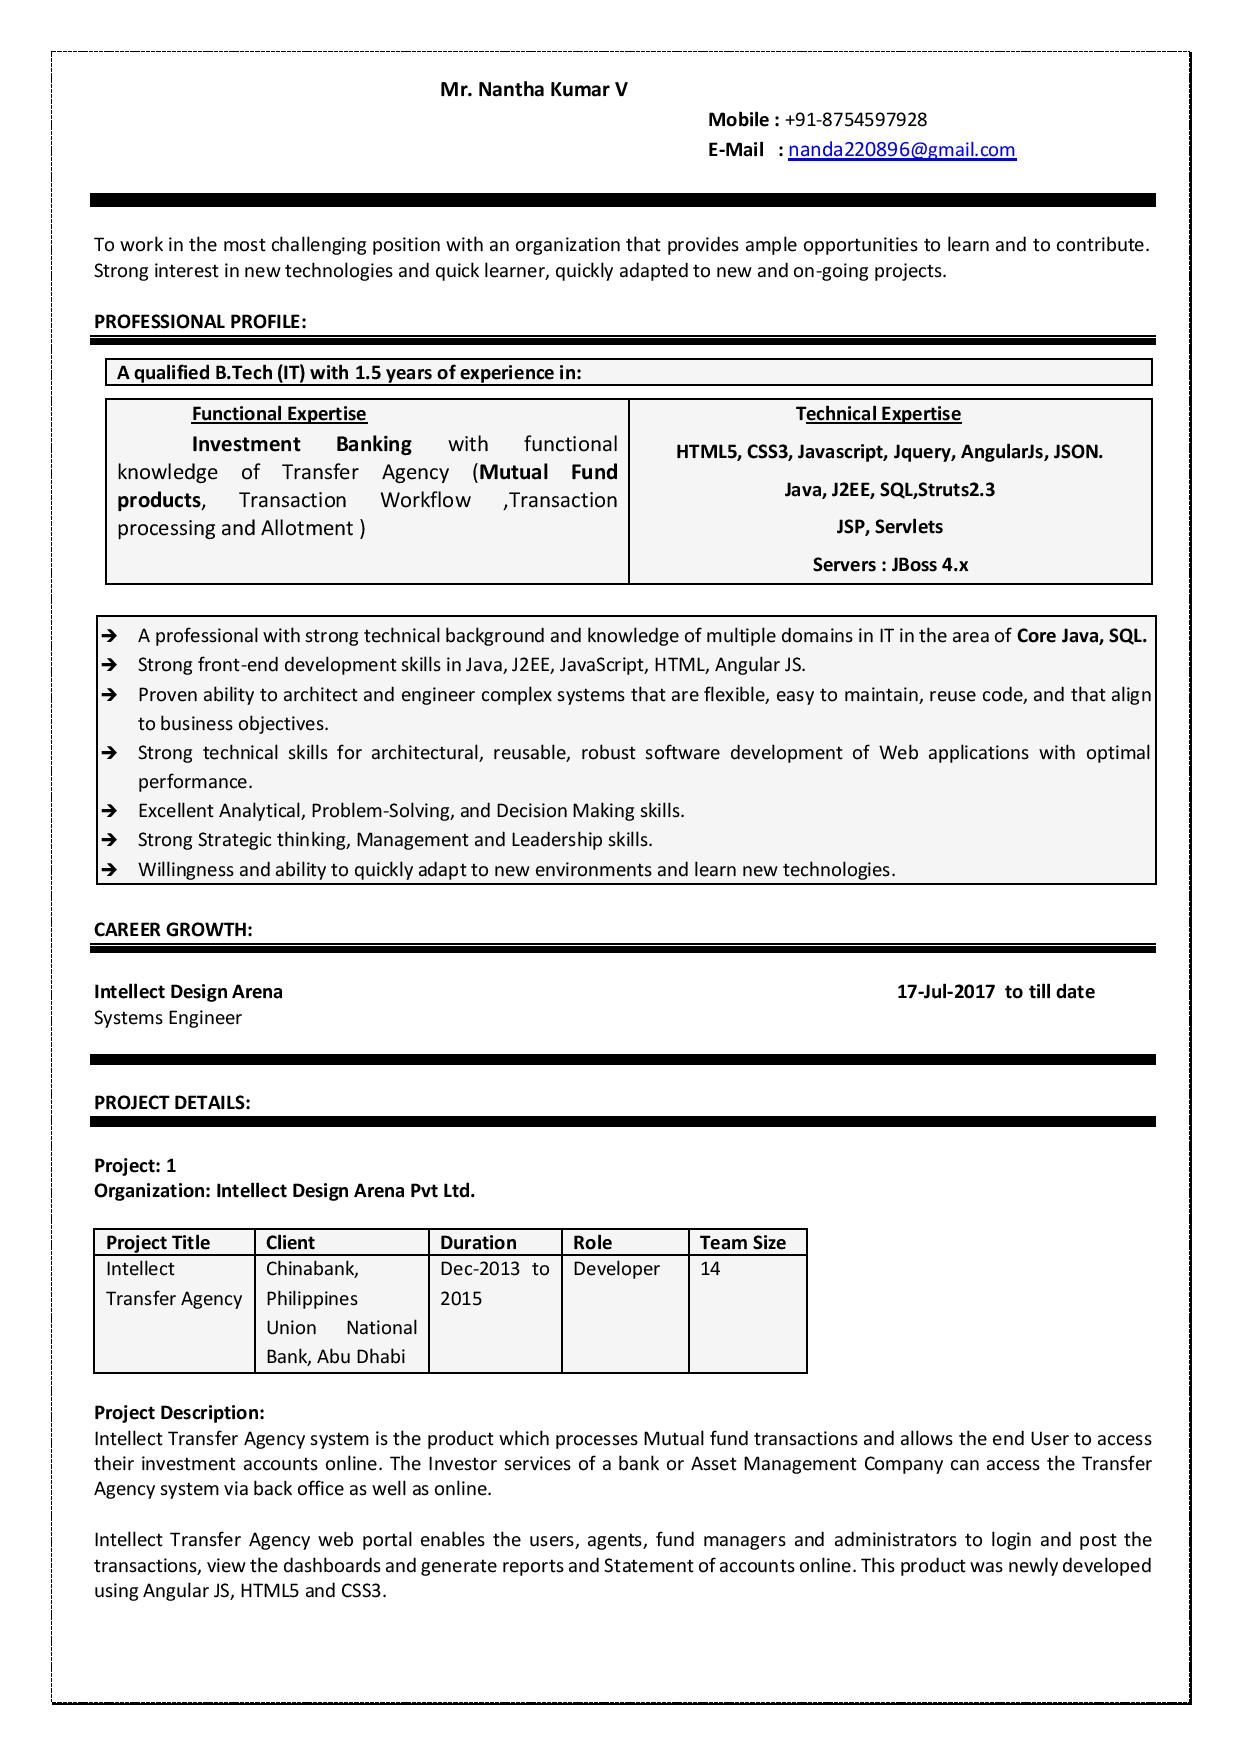 Mr. Nantha Kumar V
Mobile : +91-8754597928
E-Mail : nanda220896@gmail.com
To work in the most challenging position with an organization that provides ample opportunities to learn and to contribute.
Strong interest in new technologies and quick learner, quickly adapted to new and on-going projects.
PROFESSIONAL PROFILE:
A qualified B.Tech (IT) with 1.5 years of experience in:
Functional Expertise
Investment Banking with functional
knowledge of Transfer Agency (Mutual Fund
products, Transaction Workflow ,Transaction
processing and Allotment )
Technical Expertise
HTML5, CSS3, Javascript, Jquery, AngularJs, JSON.
Java, J2EE, SQL,Struts2.3
JSP, Servlets
Servers : JBoss 4.x
➔ A professional with strong technical background and knowledge of multiple domains in IT in the area of Core Java, SQL.
➔ Strong front-end development skills in Java, J2EE, JavaScript, HTML, Angular JS.
➔ Proven ability to architect and engineer complex systems that are flexible, easy to maintain, reuse code, and that align
to business objectives.
➔ Strong technical skills for architectural, reusable, robust software development of Web applications with optimal
performance.
➔ Excellent Analytical, Problem-Solving, and Decision Making skills.
➔ Strong Strategic thinking, Management and Leadership skills.
➔ Willingness and ability to quickly adapt to new environments and learn new technologies.
CAREER GROWTH:
Intellect Design Arena 17-Jul-2017 to till date
Systems Engineer
PROJECT DETAILS:
Project: 1
Organization: Intellect Design Arena Pvt Ltd.
Project Title Client Duration Role Team Size
Intellect Chinabank, Dec-2013 to Developer 14
Transfer Agency Philippines 2015
Union National
Bank, Abu Dhabi
Project Description:
Intellect Transfer Agency system is the product which processes Mutual fund transactions and allows the end User to access
their investment accounts online. The Investor services of a bank or Asset Management Company can access the Transfer
Agency system via back office as well as online.
Intellect Transfer Agency web portal enables the users, agents, fund managers and administrators to login and post the
transactions, view the dashboards and generate reports and Statement of accounts online. This product was newly developed
using Angular JS, HTML5 and CSS3.